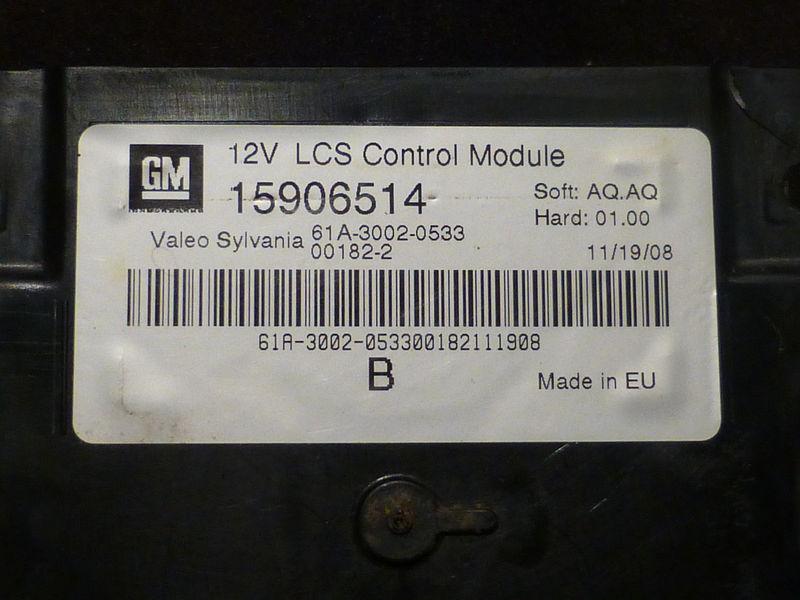 GM
12V LCS Control Module
15906514
Soft: AQ.AQ
Hard: 01.00
Valeo Sylvania 61A-3002-0533
00182-2
11/19/08
61A-3002-053300182111908
B
Made in EU